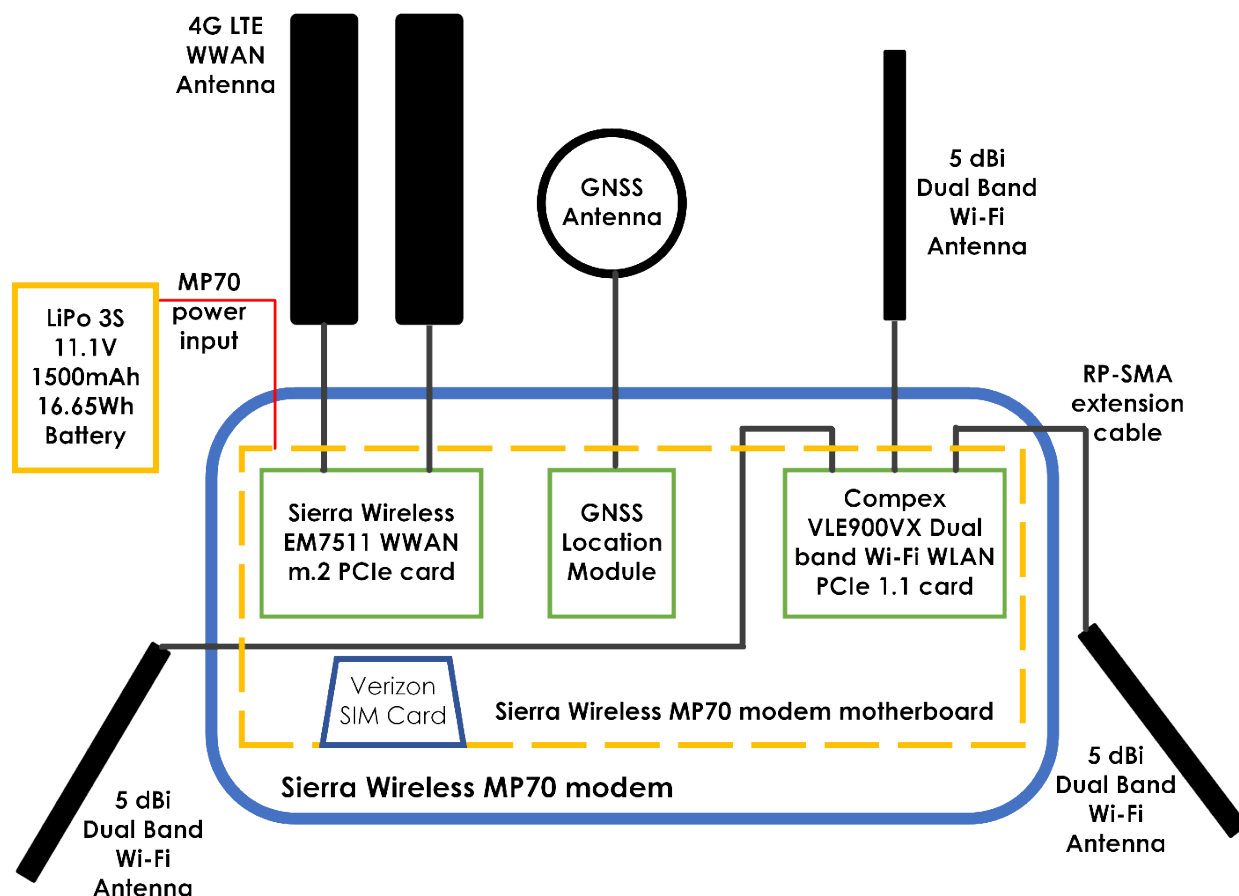 4G LTE
WWAN
Antenna
GNSS
Antenna
5 dBi
Dual Band
Wi-Fi
Antenna
MP70
power
input
LiPo 3S
11.1V
1500mAh
16.65Wh
Battery
RP-SMA
extension
cable
Sierra Wireless
EM7511 WWAN
m.2 PCIe card
GNSS
Location
Module
Compex
VLE900VX Dual
band Wi-Fi WLAN
PCIe 1.1 card
Verizon
SIM Card
Sierra Wireless MP70 modem motherboard
Sierra Wireless MP70 modem
5 dBi
Dual Band
Wi-Fi
Antenna
5 dBi
Dual Band
Wi-Fi
Antenna